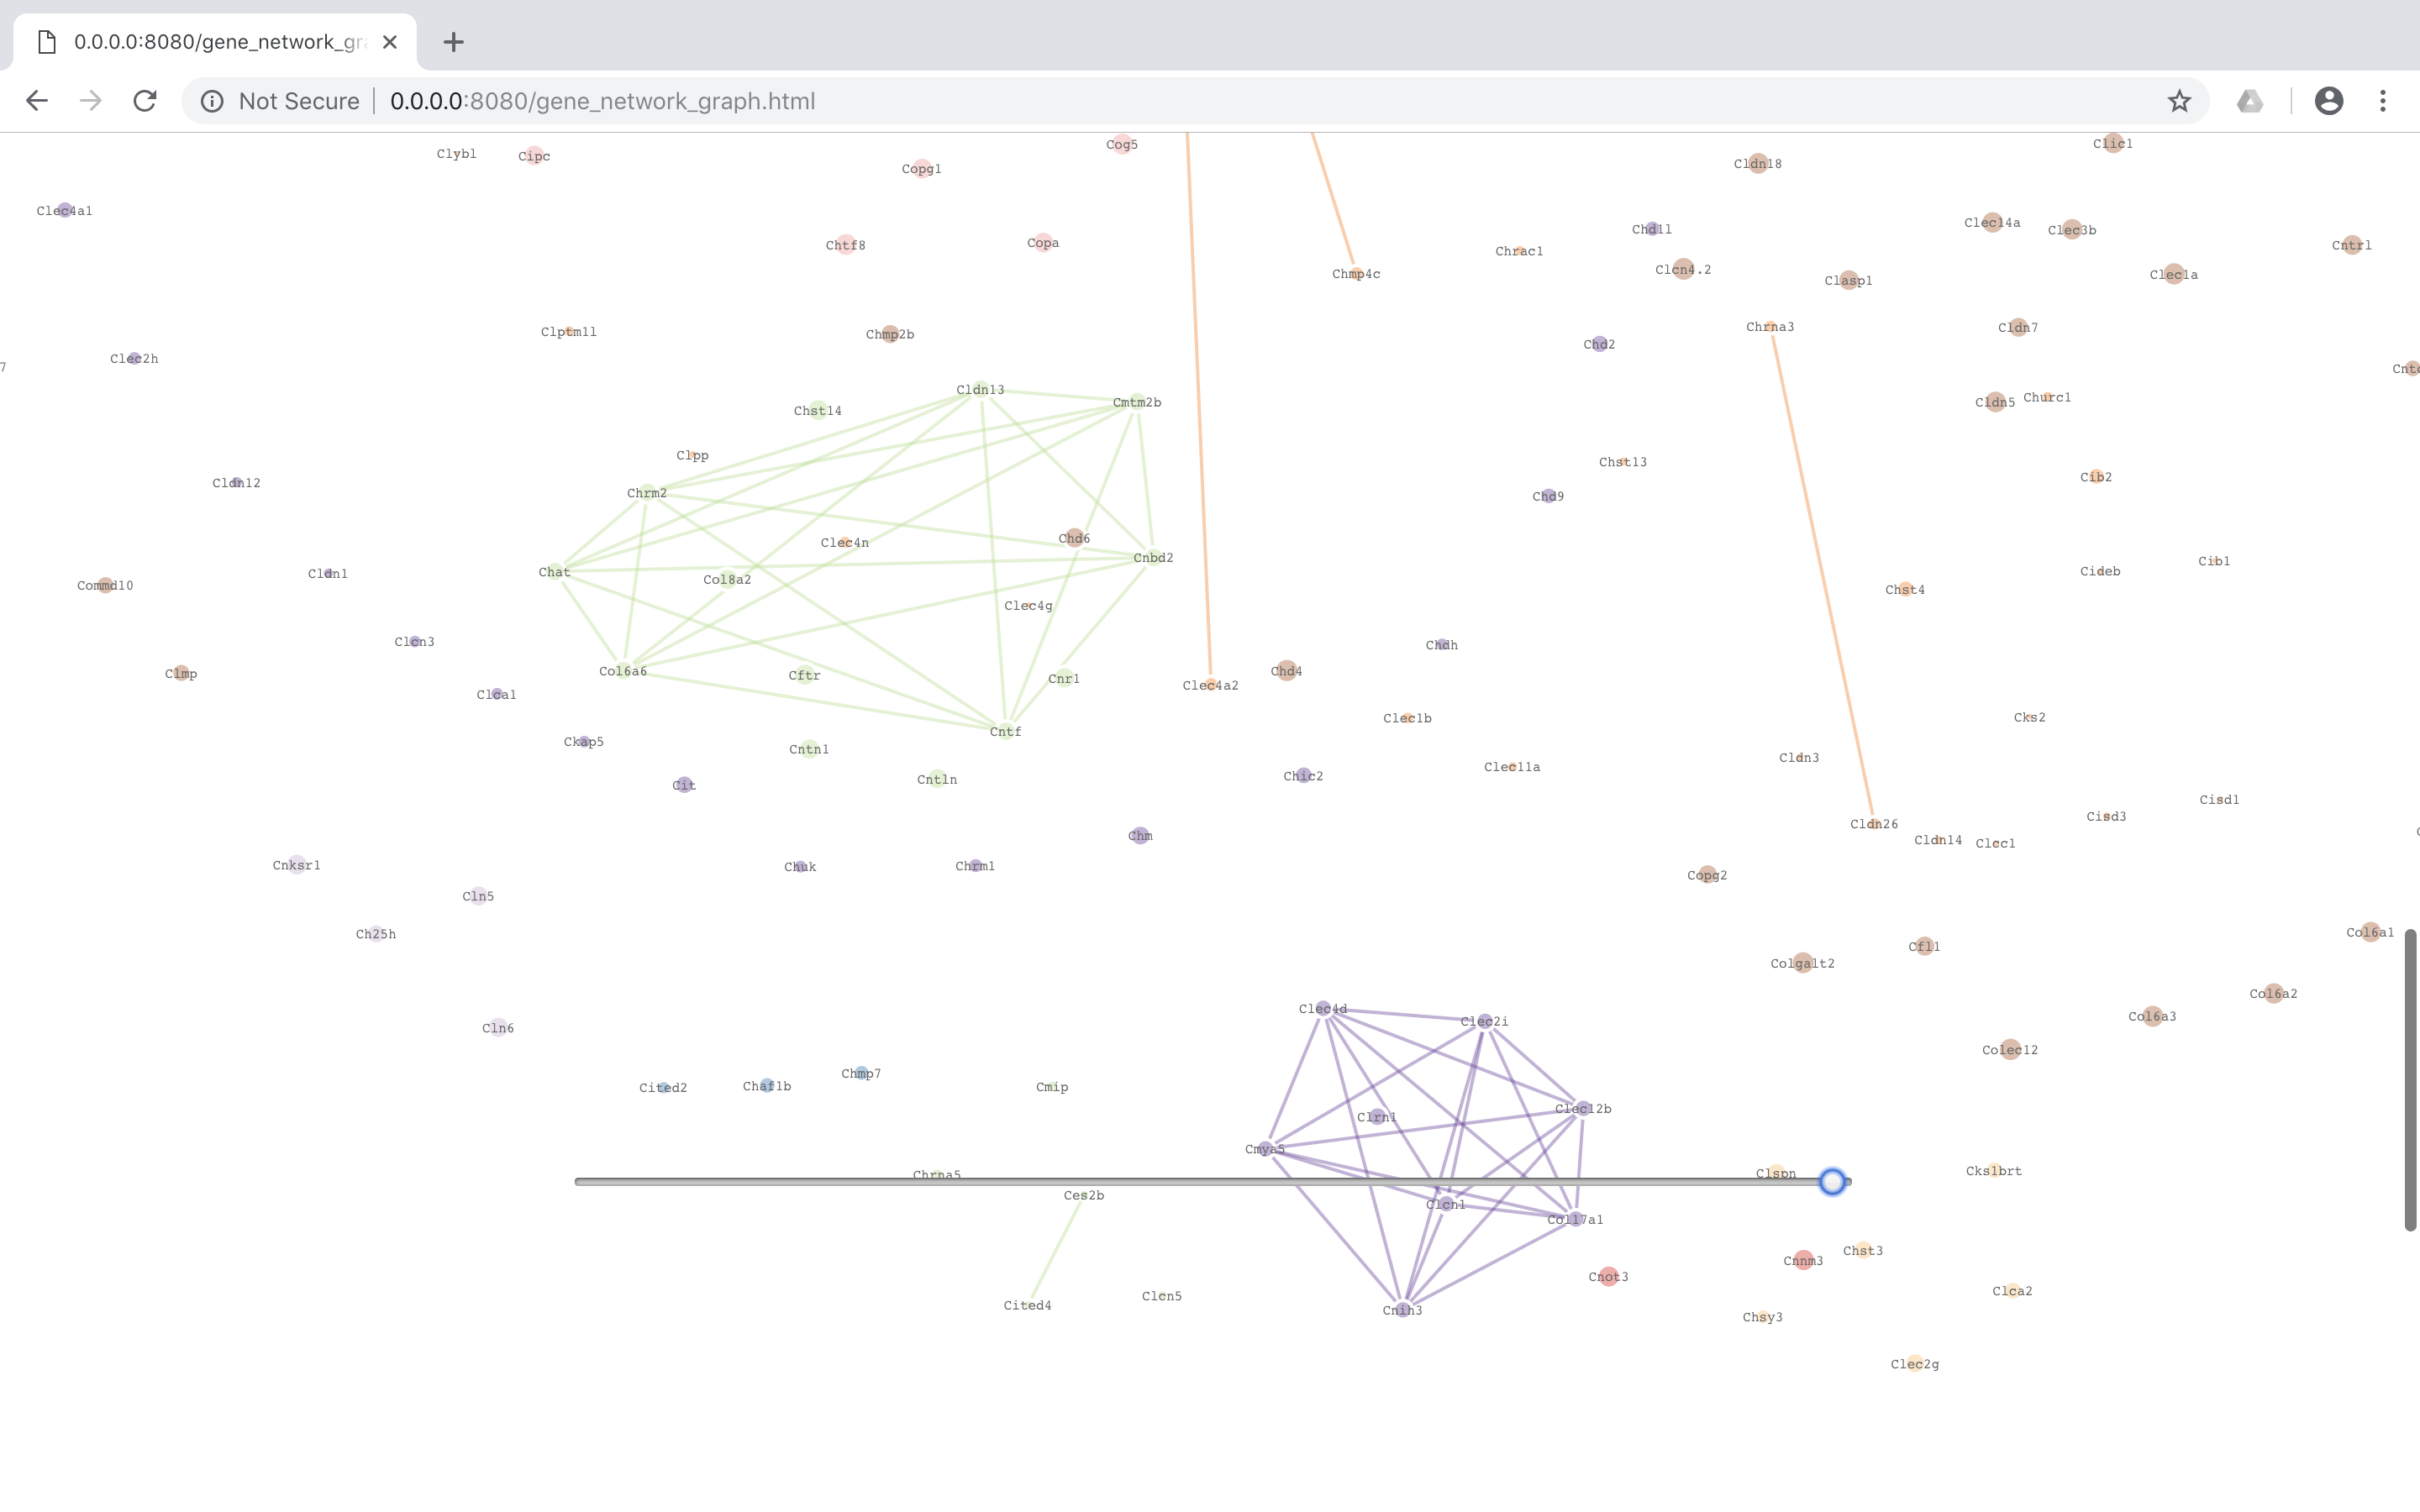 0.0.0.0:8080/gene_network_gr
Not Secure
0.0.0.0:8080/gene_network_graph.html
Cog5
Clic1
Clybl
Cipc
Cldn18
Copg1
Clec4a1
Clec14a
Chd1l
Clec3b
Copa
Chtf8
Cntrl
Chrac1
Clcn4.2
Chmp4c
Clec1a
Clasp1
Chrna3
Cldn7
Clptm1l
Chmp2b
Chd2
Clec2h
7
Cldn13
Churc1
Cmtm2b
Cldn5
Chst14
Clpp
Chst13
Cib2
Cldn12
Chrm2
Chd9
Chd6
Clec4n
Cnbd2
Cib1
Cideb
Chat
Cldn1
Col8a2
Commd10
Chst4
Clec4g
Clcn3
Chdh
Col6a6
Chd4
Clmp
Cftr
Cnr1
Clec4a2
Clca1
Cks2
Clec1b
Cntf
Ckap5
Cntn1
Cldn3
Clec11a
Chic2
Cntln
Cit
Cisd1
Cisd3
Cldn26
Chm
Cldn14
Clcc1
Cnksr1
Chrm1
Chuk
Copg2
Cln5
Col6a1
Ch25h
Cfl1
Colgalt2
Col6a2
Clec4d
Col6a3
Clec2i
Cln6
Colec12
Chmp7
Chaf1b
Cited2
Cmip
Clec12b
Clrn1
Cmya5
Cks1brt
Clspn
Chrna5
Ces2b
Clcn1
Col17a1
Chst3
Cnnm3
Cnot3
Clca2
Clcn5
Cited4
Cnih3
Chsy3
Clec2g